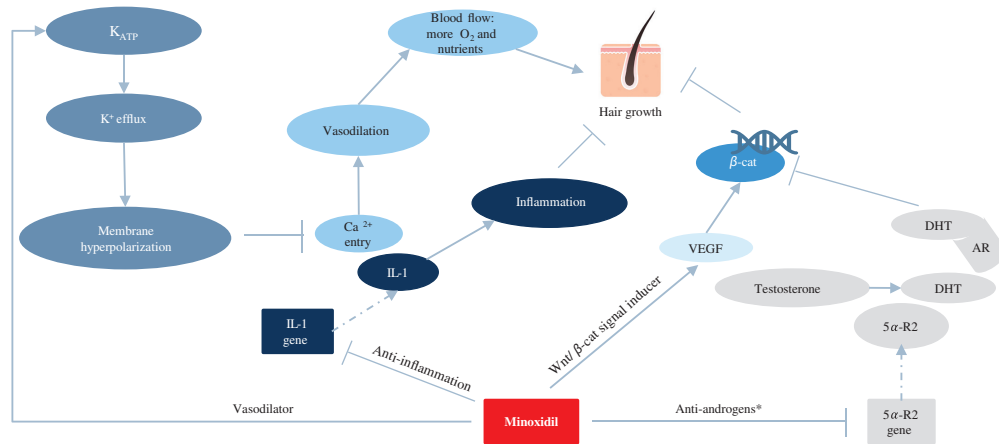 K_ATP
Blood flow:
more O₂ and
nutrients
K⁺ efflux
Vasodilation
Hair growth
β-cat
Membrane
hyperpolarization
Ca ²⁺
entry
Inflammation
IL-1
VEGF
DHT
AR
Testosterone
DHT
IL-1
gene
5α-R2
Anti-inflammation
Wnt/ β-cat signal inducer
Vasodilator
Minoxidil
Anti-androgens*
5α-R2
gene